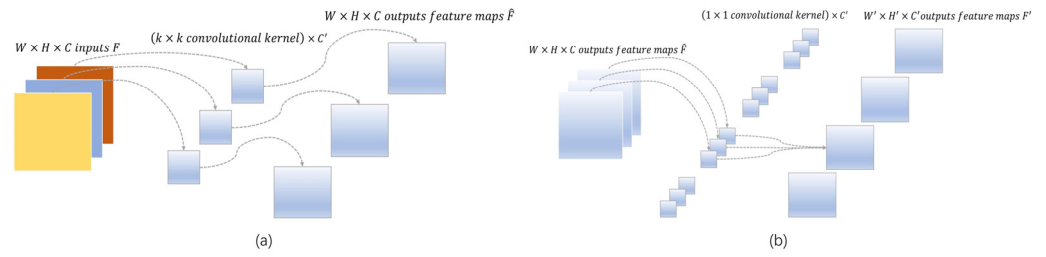 W × H × C outputs feature maps F̂
(k × k convolutional kernel) × C′
W × H × C inputs F
(a)
(1 × 1 convolutional kernel) × C′
W′ × H′ × C′outputs feature maps F′
W × H × C outputs feature maps F̂
(b)